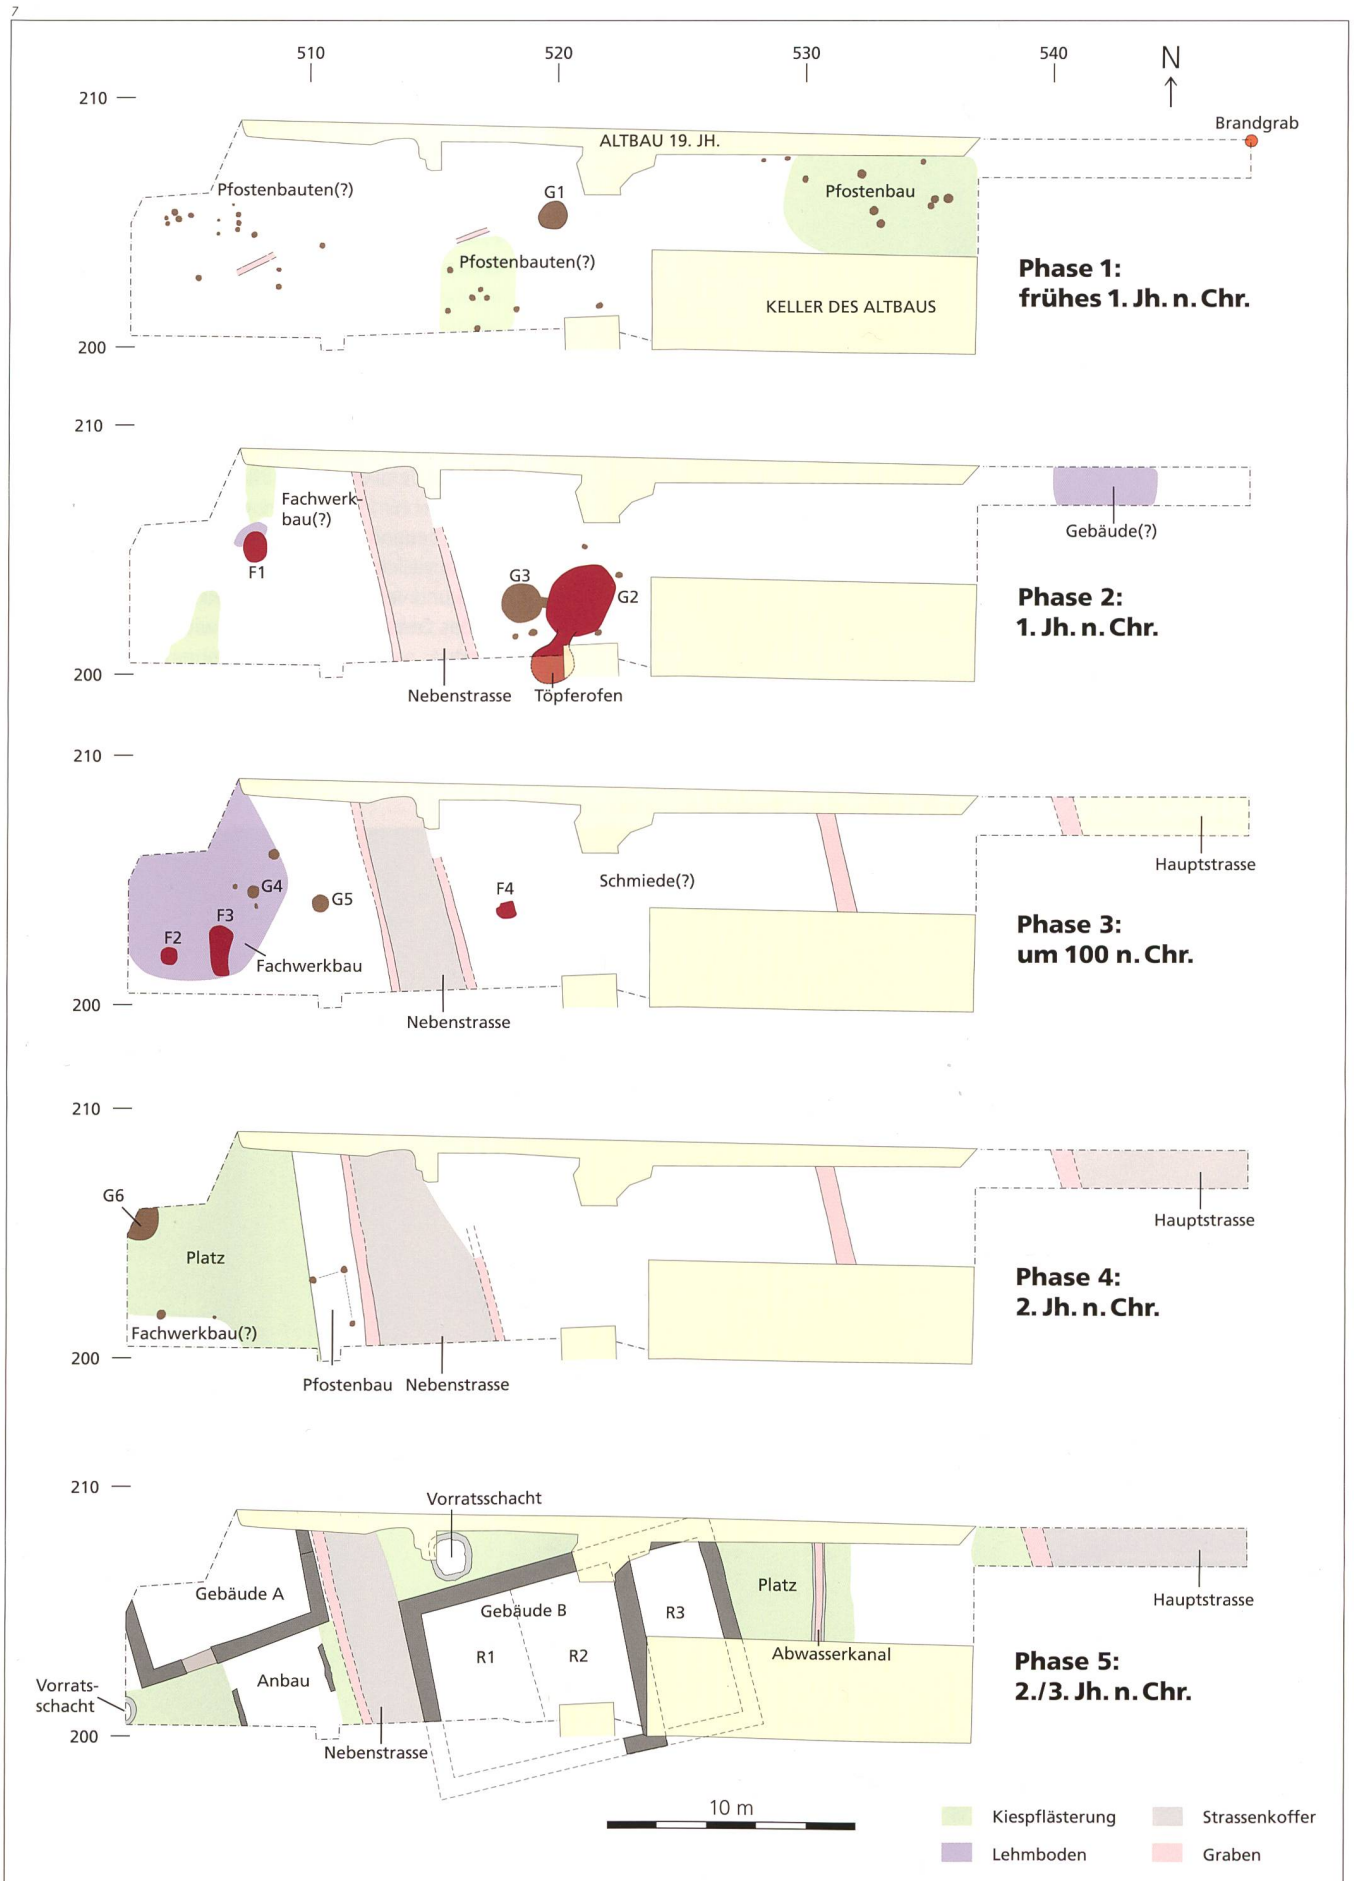 7
510 520 530 540 N
210
Brandgrab
ALTBAU 19. JH.
Pfostenbauten(?)
G1
Pfostenbau
Pfostenbauten(?)
Phase 1:
frühes 1. Jh. n. Chr.
KELLER DES ALTBAUS
200
210
Fachwerk-
bau(?)
Gebäude(?)
F1
G3
G2
Phase 2:
1. Jh. n. Chr.
200
Nebenstrasse
Töpferofen
210
Hauptstrasse
Schmiede(?)
G4
F4
G5
F3
F2
Phase 3:
um 100 n. Chr.
Fachwerkbau
200
Nebenstrasse
210
G6
Hauptstrasse
Platz
Phase 4:
2. Jh. n. Chr.
Fachwerkbau(?)
200
Pfostenbau
Nebenstrasse
210
Vorratsschacht
Gebäude A
Platz
Hauptstrasse
Gebäude B
R3
R1
R2
Abwasserkanal
Phase 5:
2./3. Jh. n. Chr.
Anbau
Vorrats-
schacht
200
Nebenstrasse
10 m
Kiespflästerung
Strassenkoffer
Lehmboden
Graben